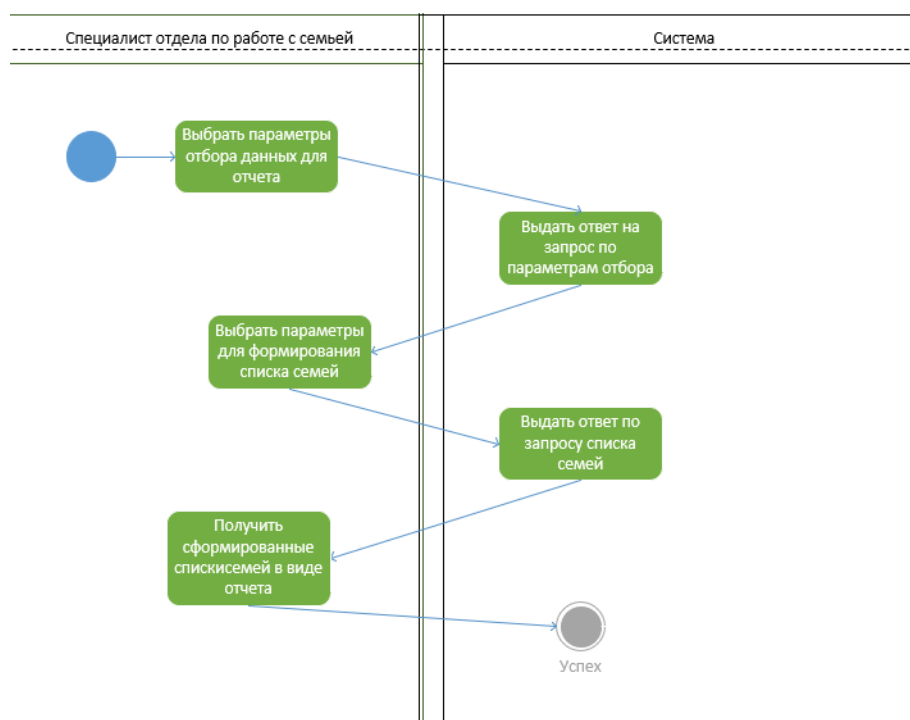 Специалист отдела по работе с семьей
Система
Выбрать параметры
отбора данных для
отчета
Выдать ответ на
запрос по
параметрам отбора
Выбрать параметры
для формирования
списка семей
Выдать ответ по
запросу списка
семей
Получить
сформированные
спискисемей в виде
отчета
Успех